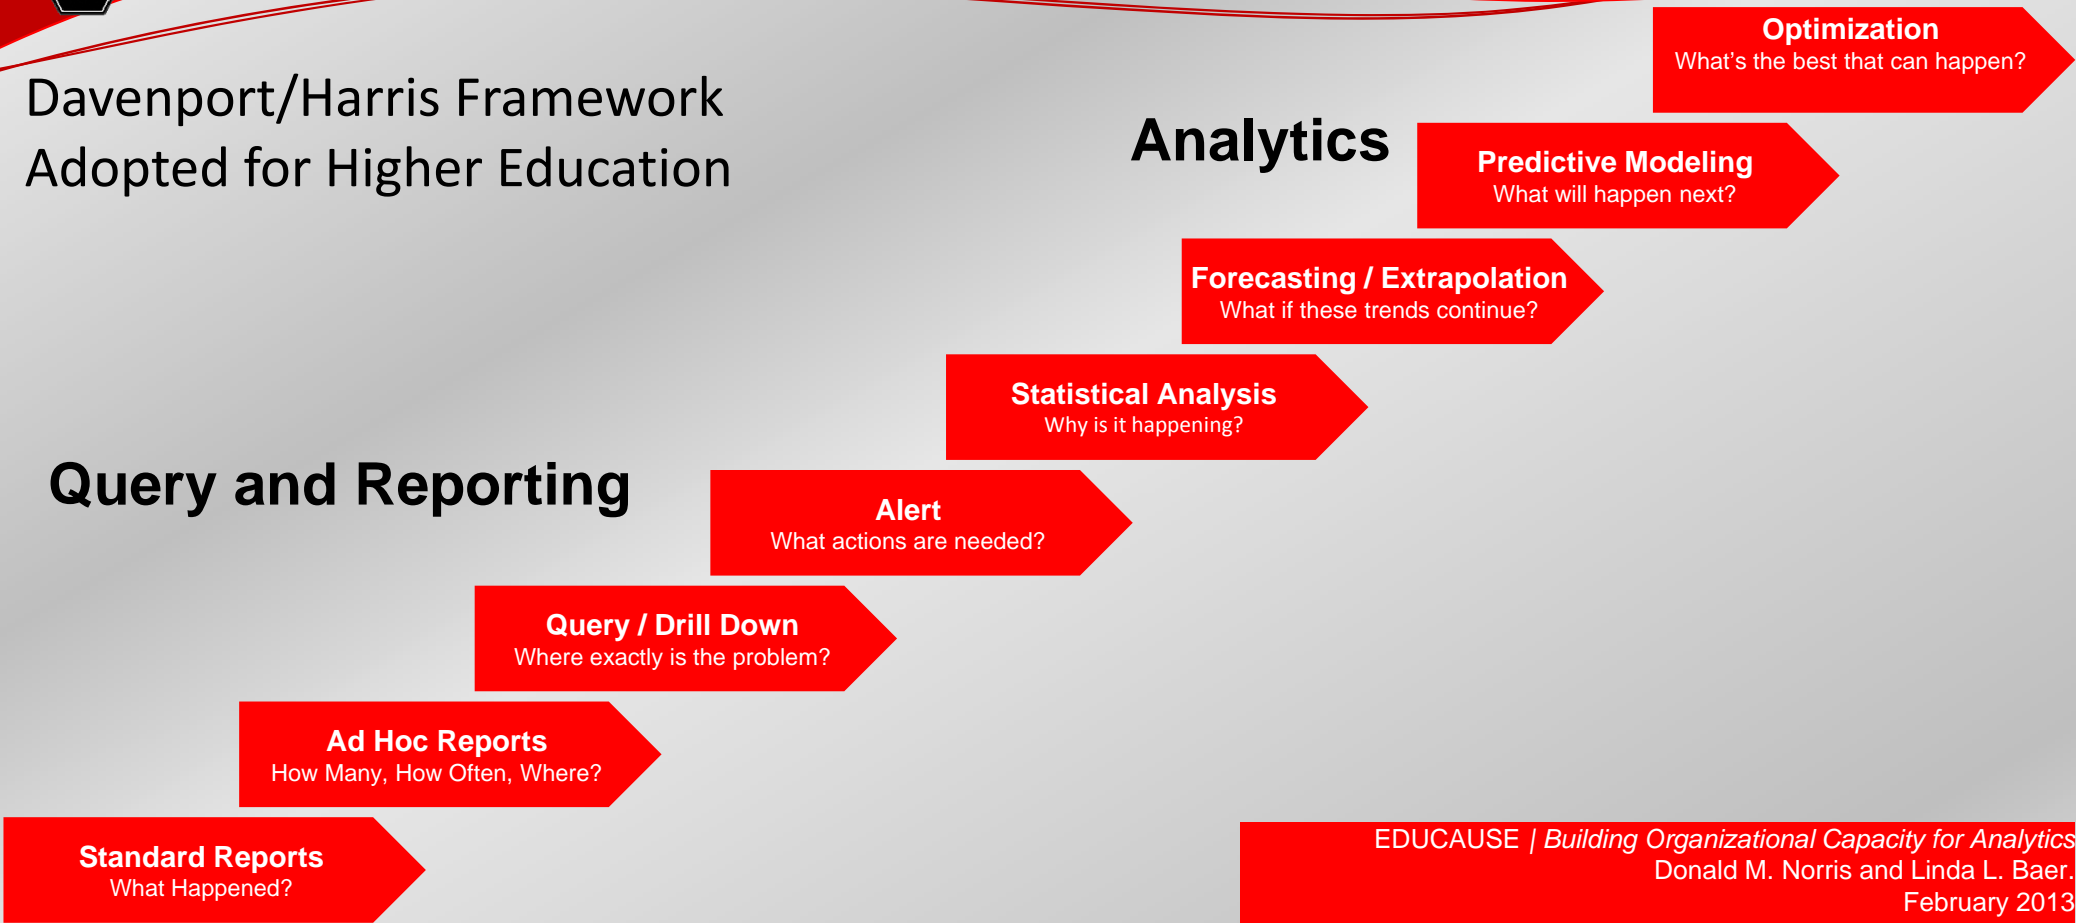 Optimization
What's the best that can happen?
Davenport/Harris Framework
Adopted for Higher Education
Analytics
Predictive Modeling
What will happen next?
Forecasting / Extrapolation
What if these trends continue?
Statistical Analysis
Why is it happening?
Query and Reporting
Alert
What actions are needed?
Query / Drill Down
Where exactly is the problem?
Ad Hoc Reports
How Many, How Often, Where?
Standard Reports
What Happened?
EDUCAUSE | Building Organizational Capacity for Analytics
Donald M. Norris and Linda L. Baer.
February 2013